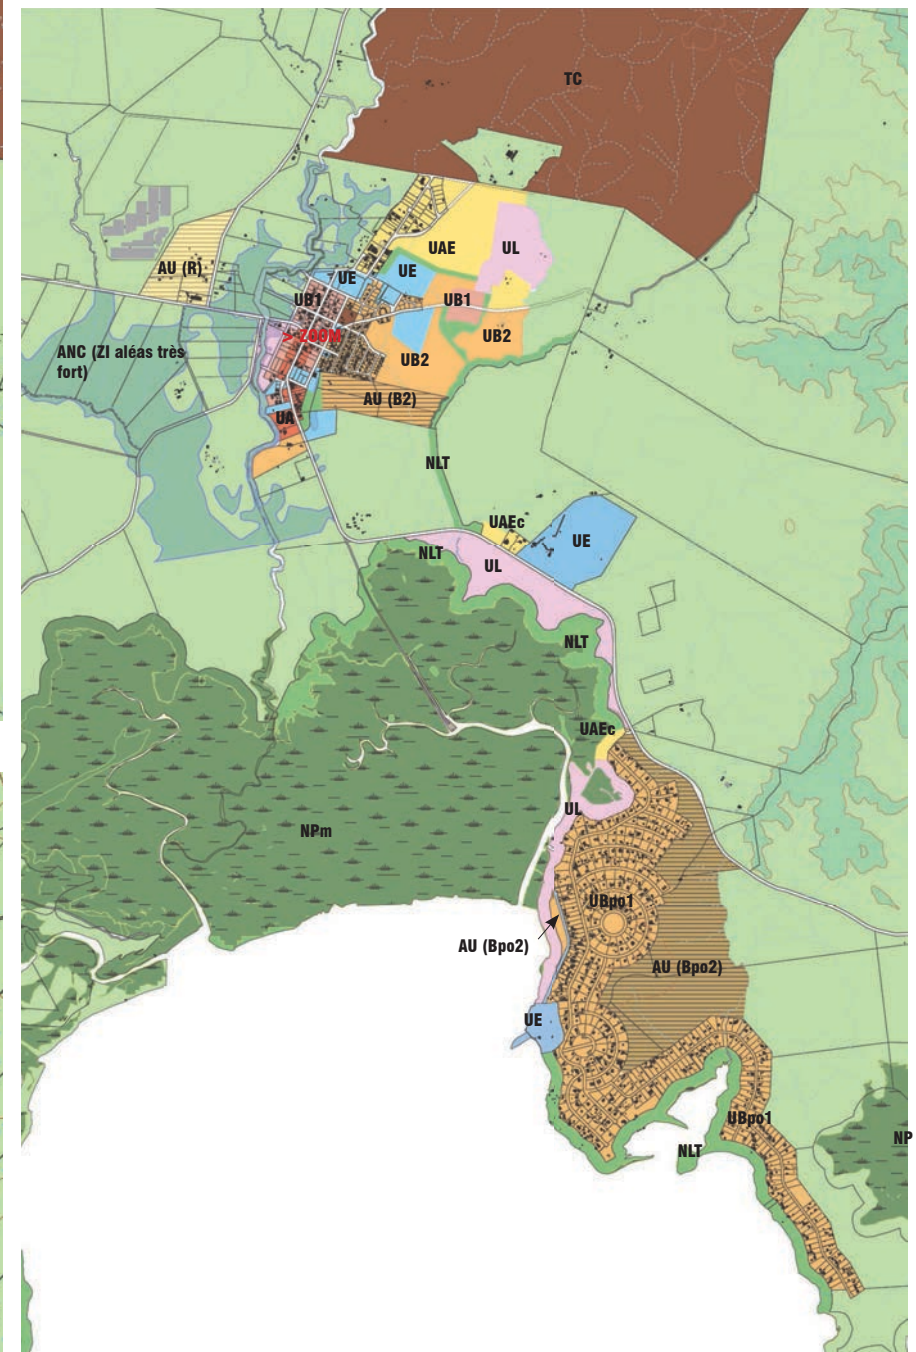 TC
UAE
UL
AU (R)
UE
UE
UB1
UB1
> ZOOM
UB2
ANC (ZI aléas très
fort)
UB2
AU (B2)
UA
NLT
UAEc
UE
NLT
UL
NLT
UAEc
UL
NPm
UBpo1
AU (Bpo2)
AU (Bpo2)
UE
UBpo1
NP
NLT